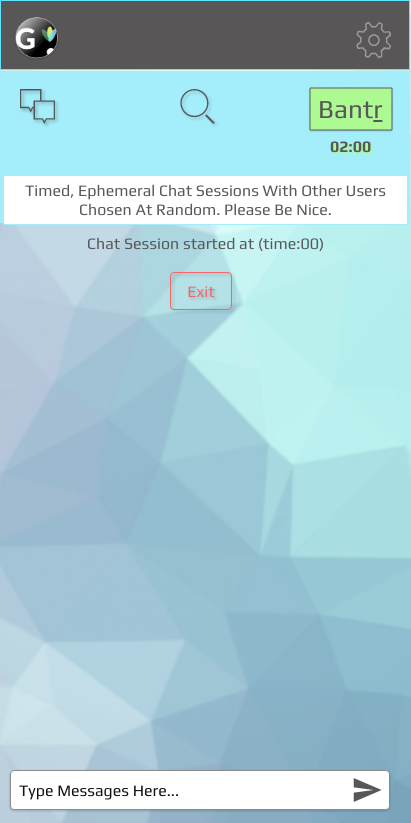 G
Bantr
02:00
Timed, Ephemeral Chat Sessions With Other Users
Chosen At Random. Please Be Nice.
Chat Session started at (time:00)
Exit
Type Messages Here...